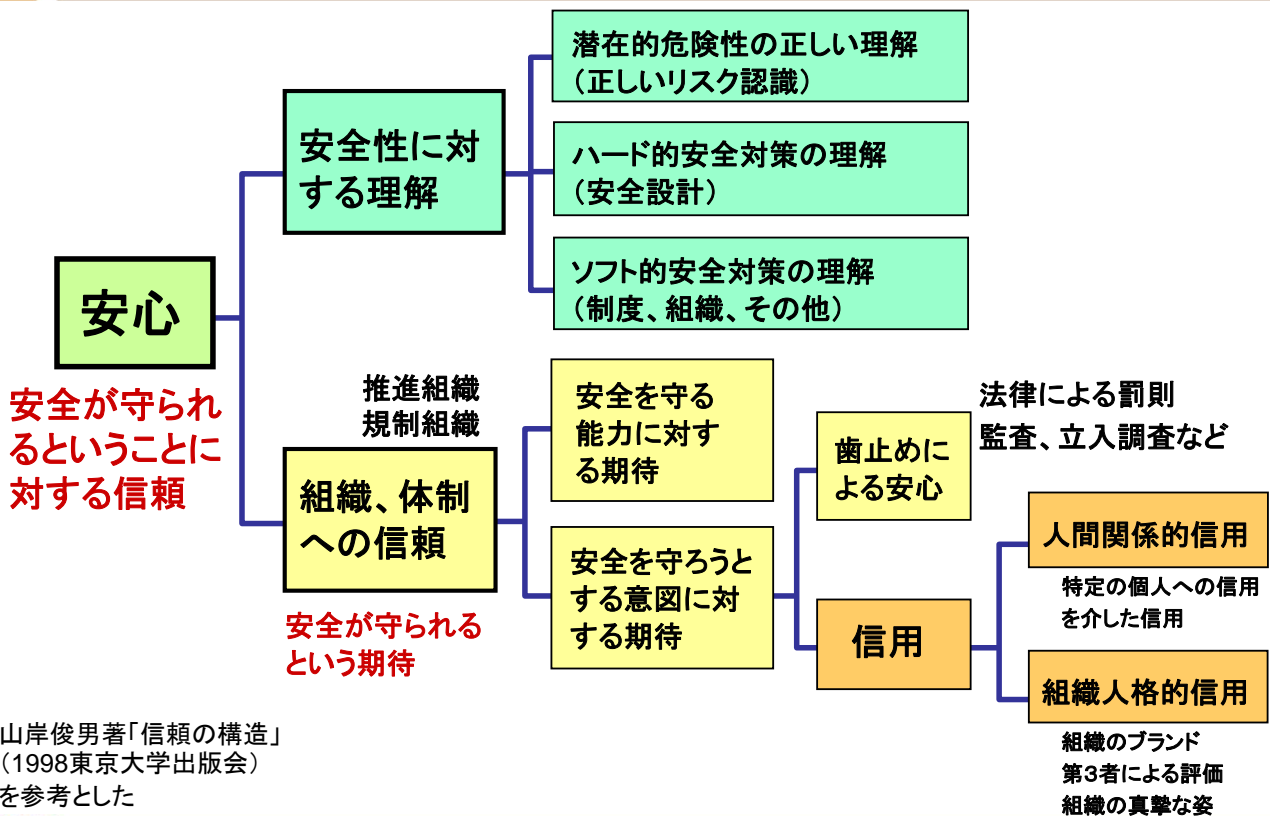 潜在的危険性の正しい理解
（正しいリスク認識）
安全性に対
する理解
ハード的安全対策の理解
（安全設計）
ソフト的安全対策の理解
（制度、組織、その他）
安心
安全が守られ
るということに
対する信頼
推進組織
規制組織
組織、体制
への信頼
安全が守られる
という期待
安全を守る
能力に対す
る期待
安全を守ろうと
する意図に対
する期待
歯止めに
よる安心
法律による罰則
監査、立入調査など
信用
人間関係的信用
特定の個人への信用
を介した信用
組織人格的信用
組織のブランド
第3者による評価
組織の真摯な姿
山岸俊男著「信頼の構造」
（1998東京大学出版会）
を参考とした